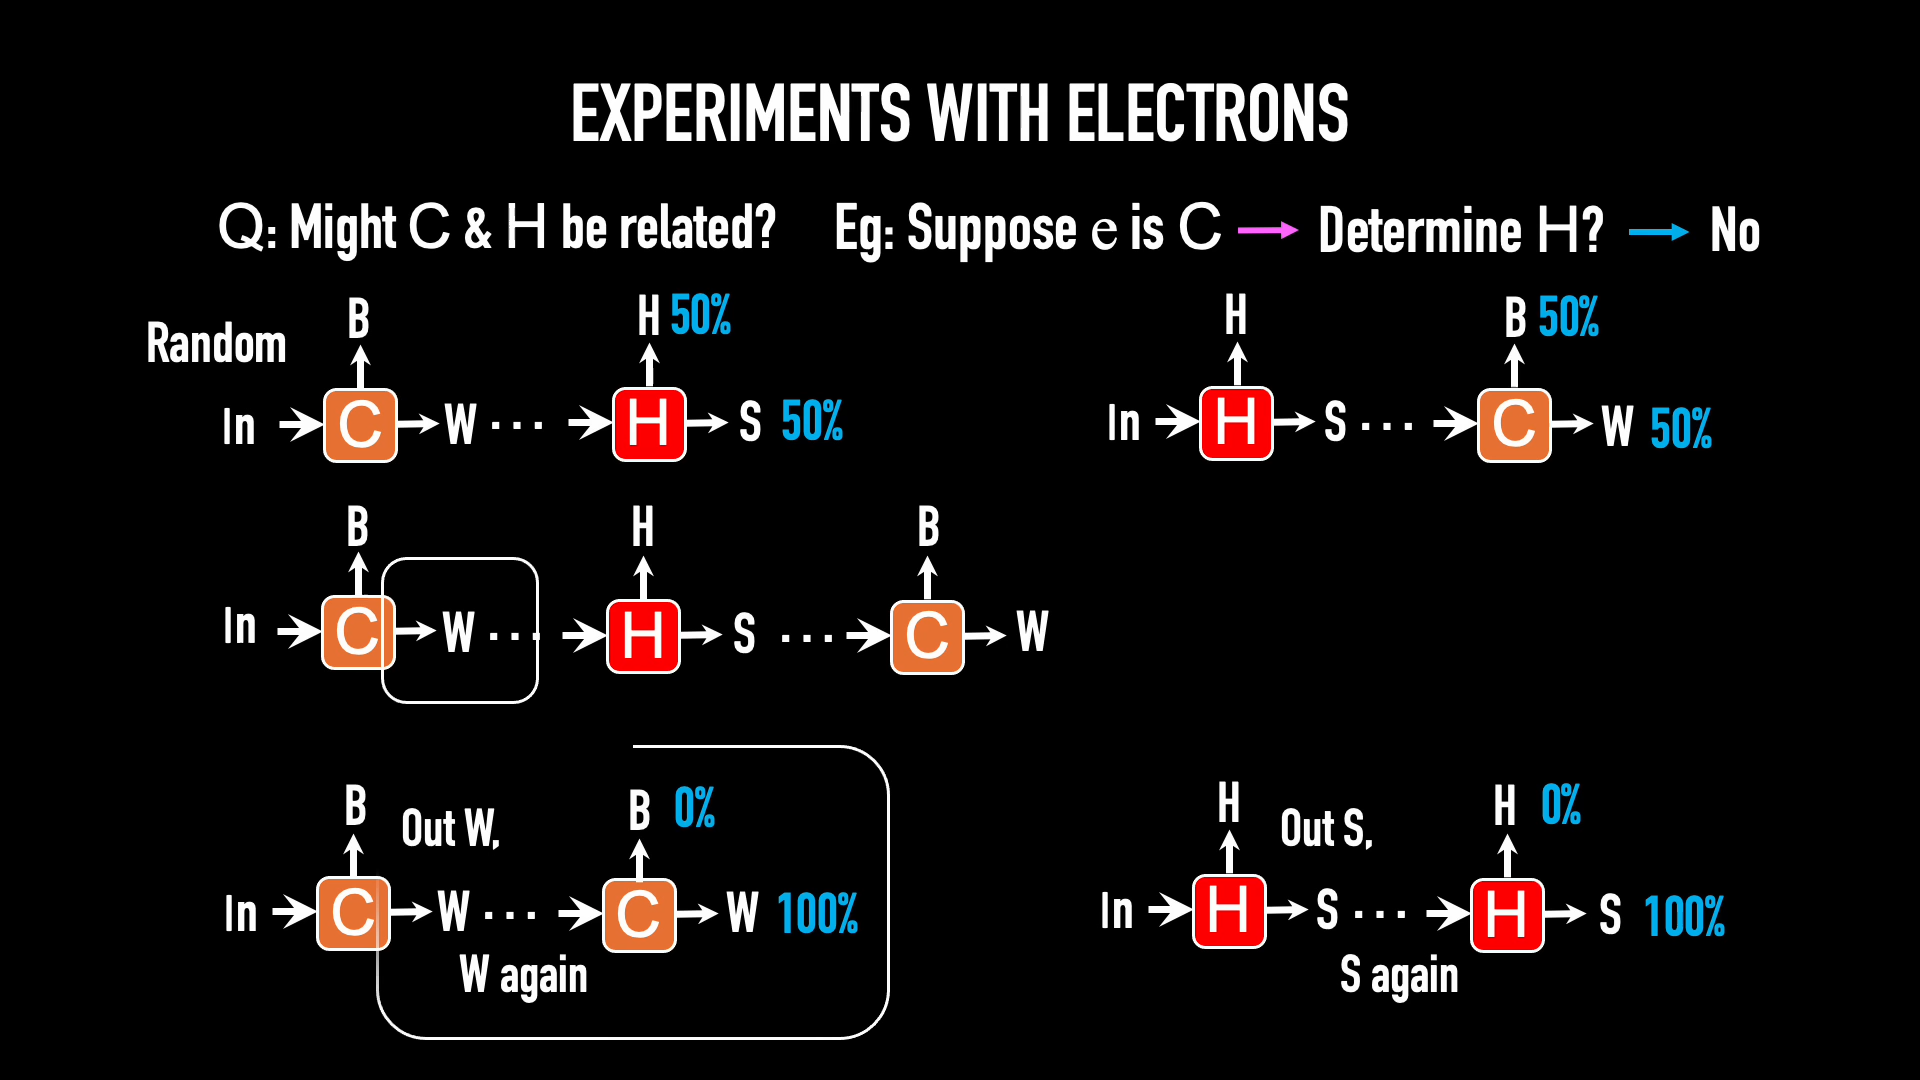 EXPERIMENTS WITH ELECTRONS
Q: Might C & H be related? Eg: Suppose e is C Determine H? No
B H 50% H B 50%
Random
In C W ... H S 50% In H S ... C W 50%
B H B
In C W ... H S ... C W
B Out W, B 0% H Out S, H 0%
In C W ... C W 100% In H S ... H S 100%
W again S again